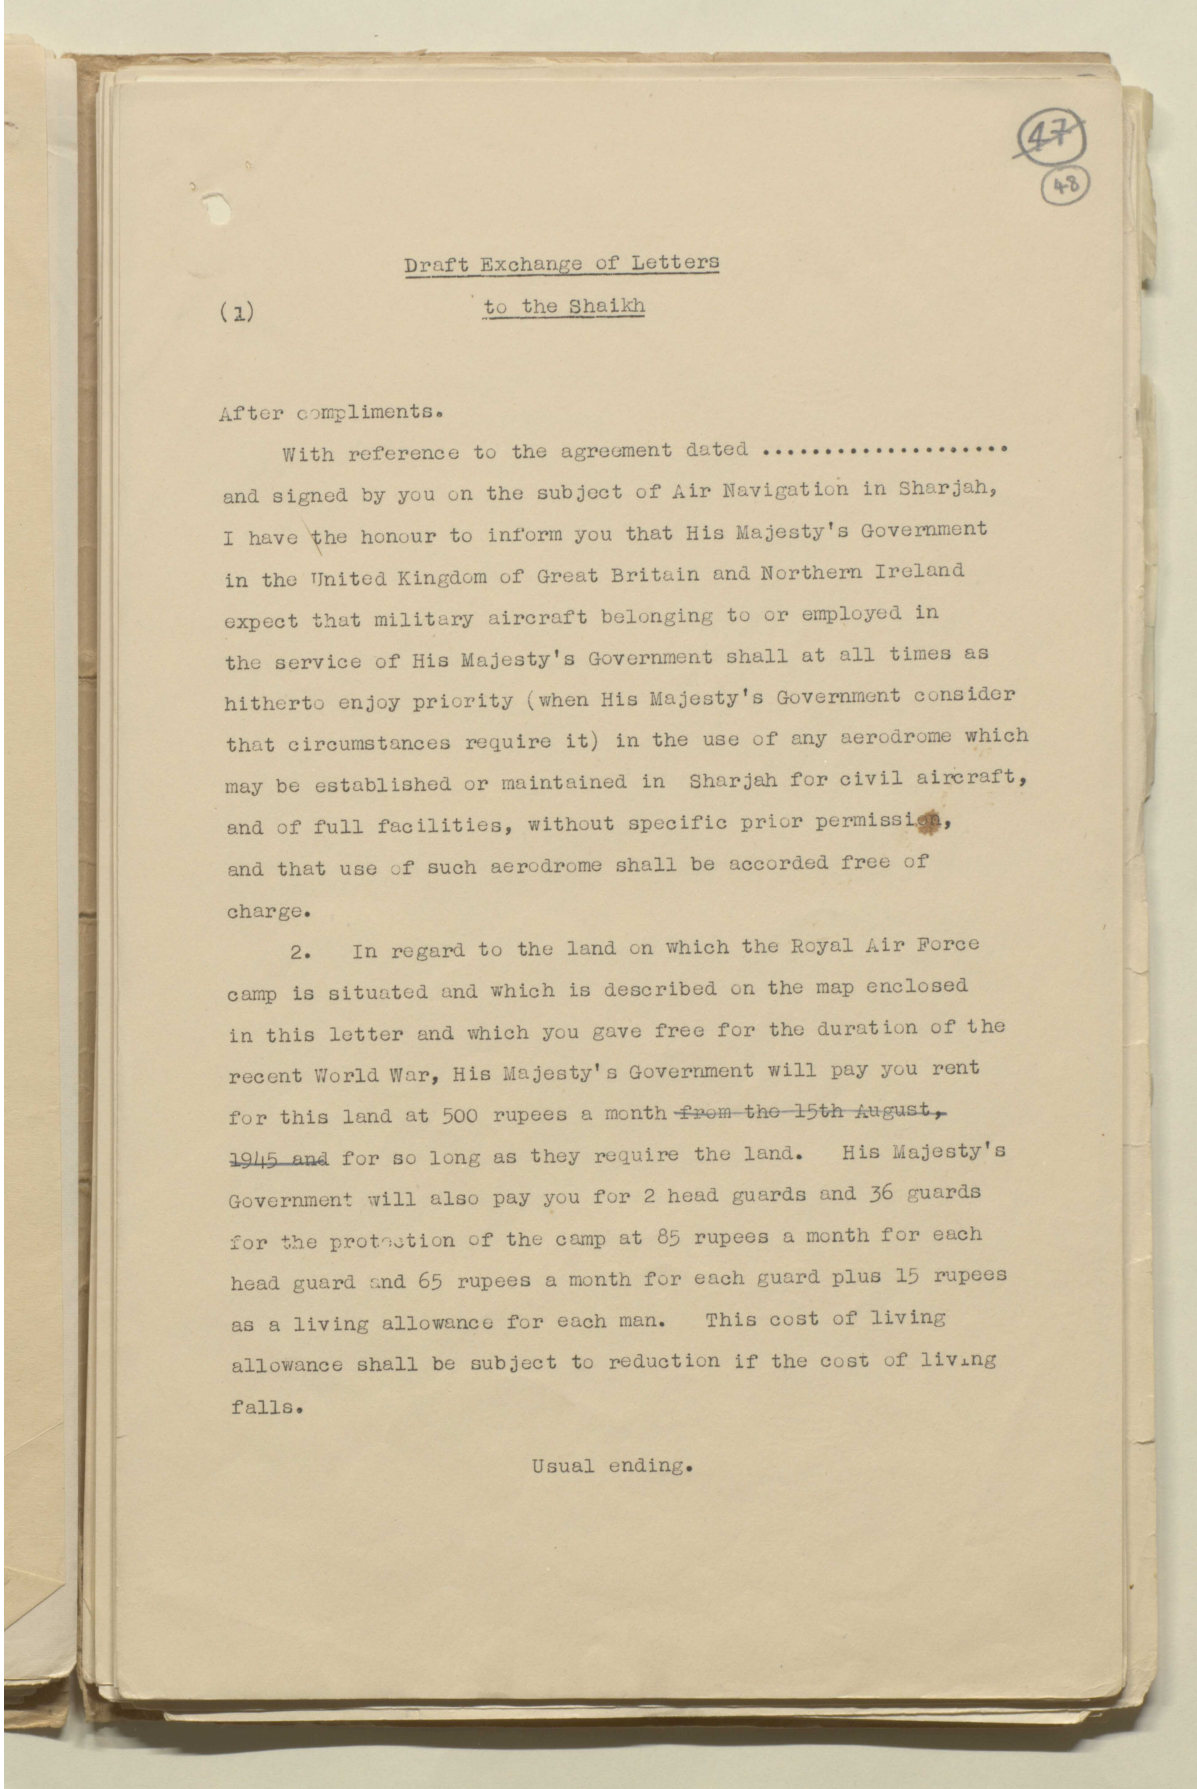 47
48
Draft Exchange of Letters
(1) to the Shaikh
After compliments.
With reference to the agreement dated .....................
and signed by you on the subject of Air Navigation in Sharjah,
I have the honour to inform you that His Majesty's Government
in the United Kingdom of Great Britain and Northern Ireland
expect that military aircraft belonging to or employed in
the service of His Majesty's Government shall at all times as
hitherto enjoy priority (when His Majesty's Government consider
that circumstances require it) in the use of any aerodrome which
may be established or maintained in Sharjah for civil aircraft,
and of full facilities, without specific prior permission,
and that use of such aerodrome shall be accorded free of
charge.
2. In regard to the land on which the Royal Air Force
camp is situated and which is described on the map enclosed
in this letter and which you gave free for the duration of the
recent World War, His Majesty's Government will pay you rent
for this land at 500 rupees a month from the 15th August,
1945 and for so long as they require the land. His Majesty's
Government will also pay you for 2 head guards and 36 guards
for the protection of the camp at 85 rupees a month for each
head guard and 65 rupees a month for each guard plus 15 rupees
as a living allowance for each man. This cost of living
allowance shall be subject to reduction if the cost of living
falls.
Usual ending.